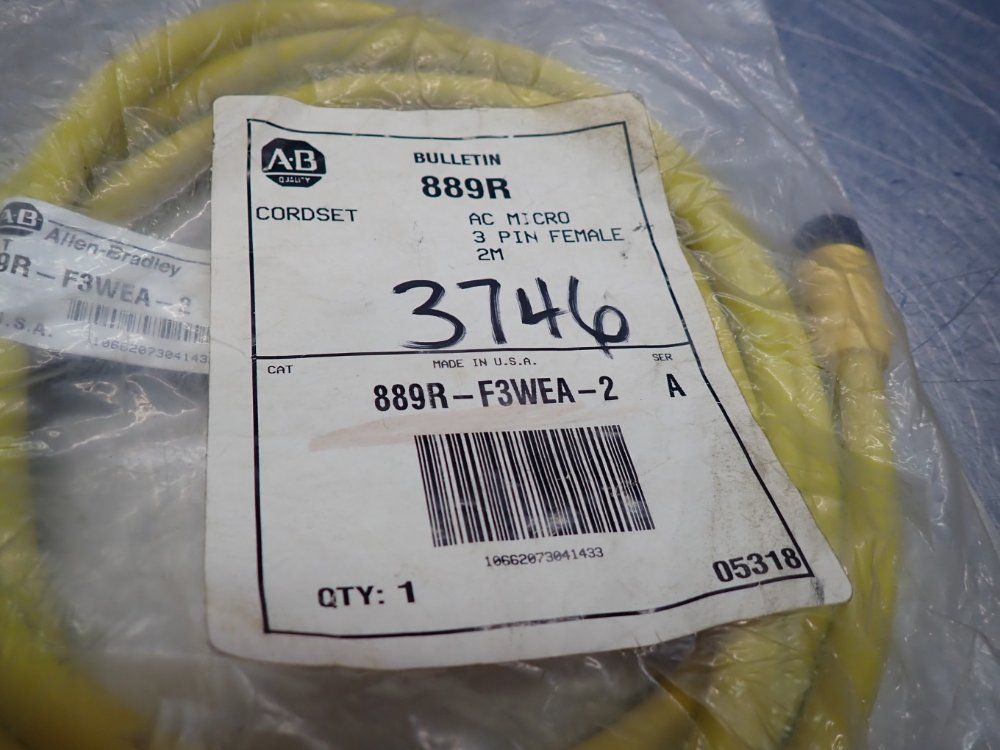 A·B
QUALITY
BULLETIN
889R
CORDSET
AC MICRO
3 PIN FEMALE
2M
3746
CAT
MADE IN U.S.A.
SER
889R-F3WEA-2
A
10662073041433
QTY: 1
05318
AB
Allen-Bradley
9R-F3WEA-2
U.S.A.
10662073041433